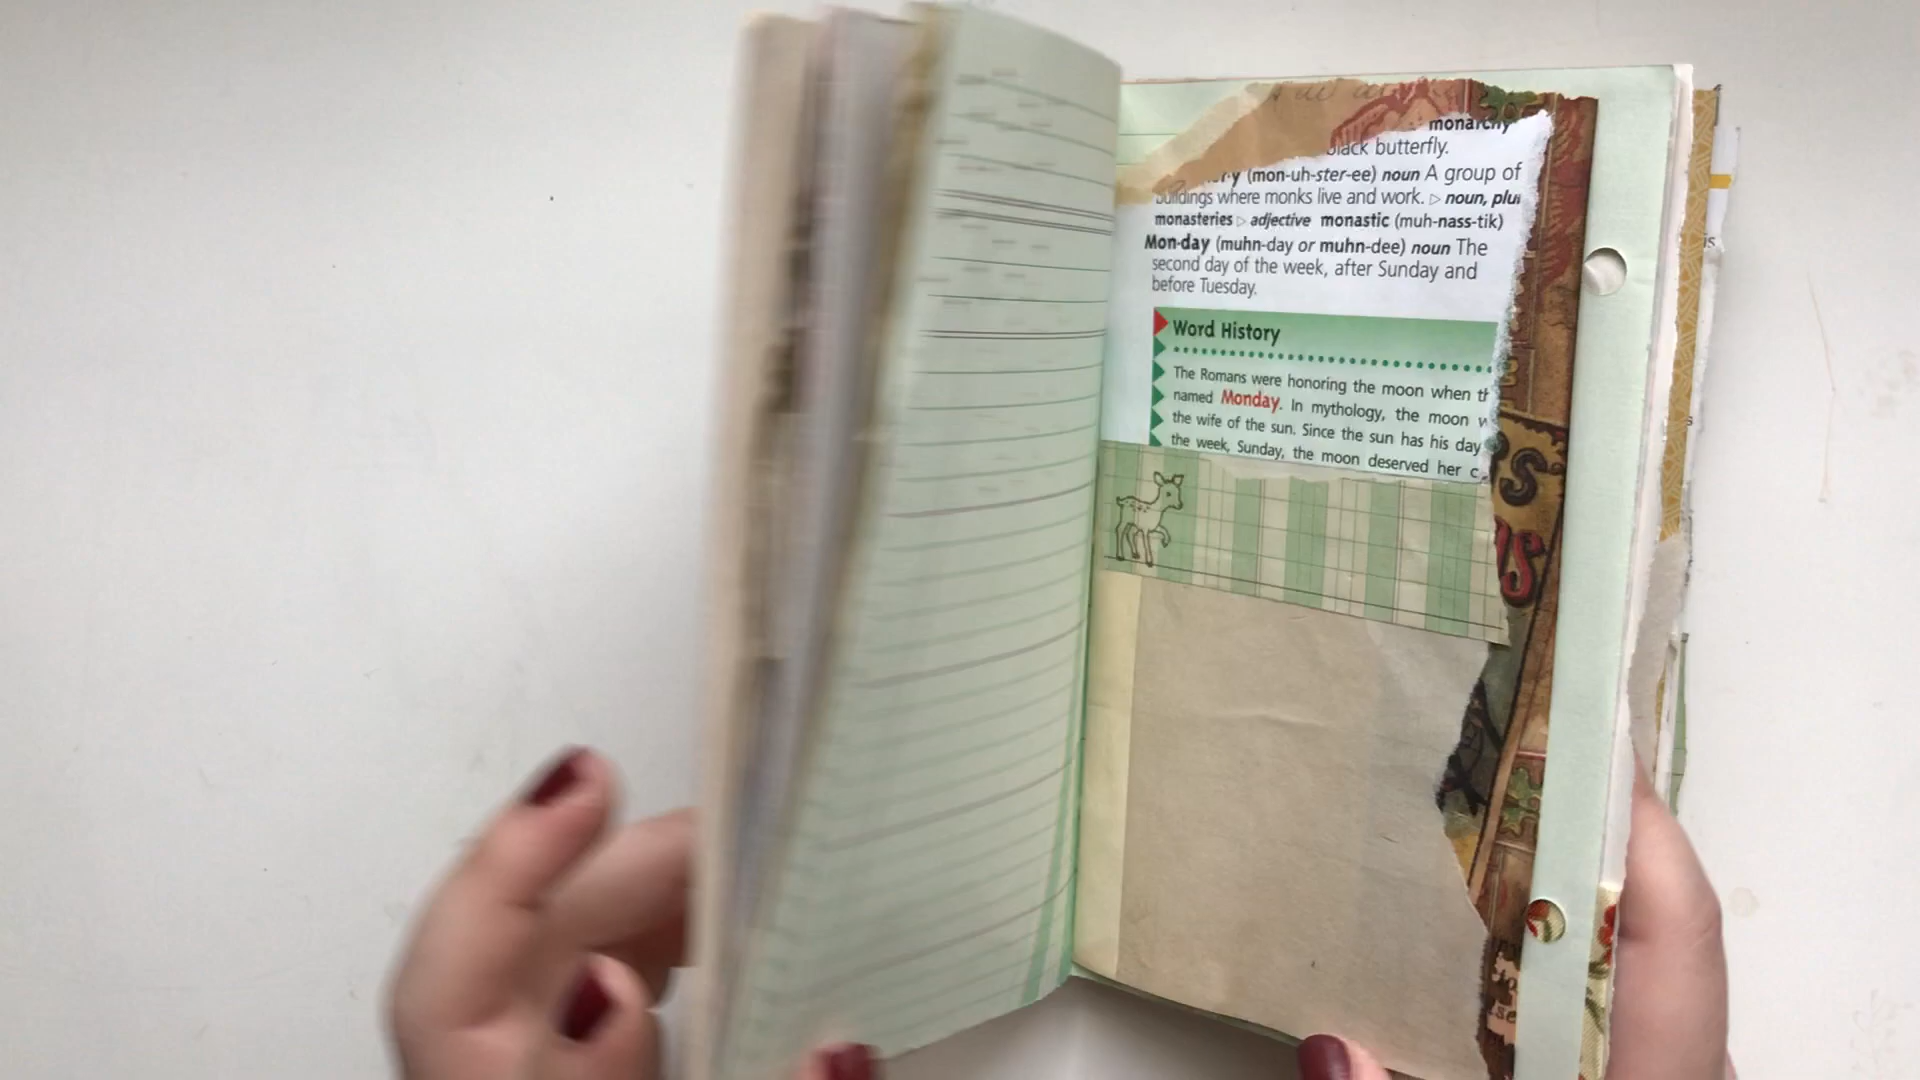 monarchy
black butterfly.
(mon-uh-ster-ee) noun A group of
buildings where monks live and work. ▷ noun, plu
monasteries ▷ adjective monastic (muh-nass-tik)
Mon·day (muhn-day or muhn-dee) noun The
second day of the week, after Sunday and
before Tuesday.
Word History
The Romans were honoring the moon when th
named Monday. In mythology, the moon w
the wife of the sun. Since the sun has his day
the week, Sunday, the moon deserved her